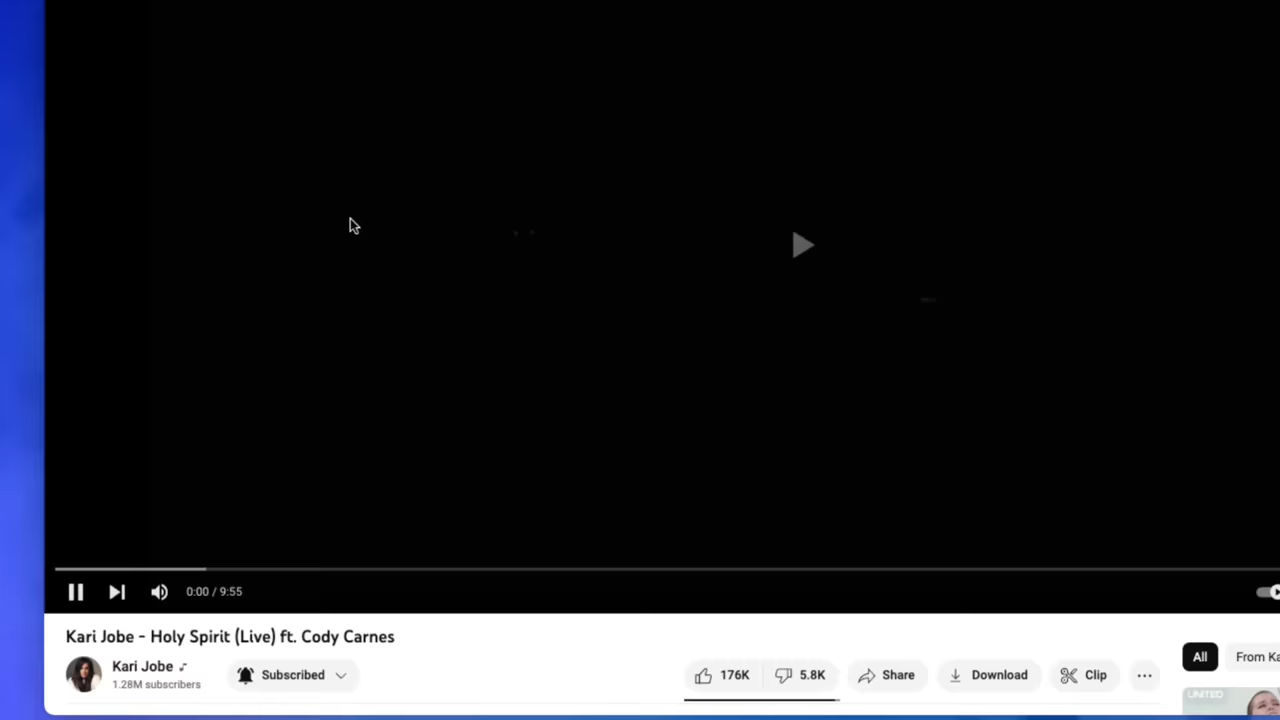 0:00 / 9:55
Kari Jobe - Holy Spirit (Live) ft. Cody Carnes
Kari Jobe
1.28M subscribers
Subscribed
176K
5.8K
Share
Download
Clip
All
From Ka
UNITED